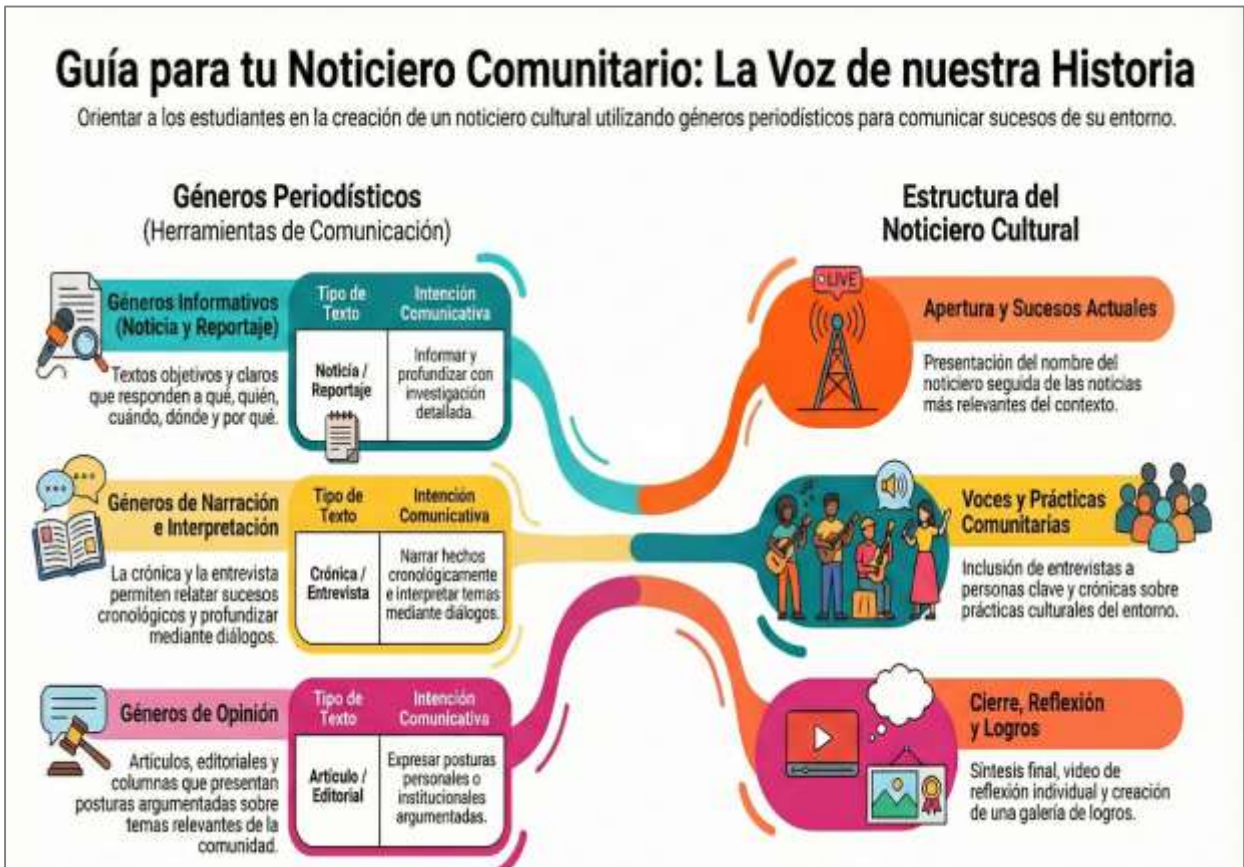 Guía para tu Noticiero Comunitario: La Voz de nuestra Historia
Orientar a los estudiantes en la creación de un noticiero cultural utilizando géneros periodísticos para comunicar sucesos de su entorno.
Géneros Periodísticos
(Herramientas de Comunicación)
Géneros Informativos
(Noticia y Reportaje)
Textos objetivos y claros
que responden a qué, quién,
cuándo, dónde y por qué.
Tipo de
Texto
Intención
Comunicativa
Noticia /
Reportaje
Informar y
profundizar con
investigación
detallada.
Géneros de Narración
e Interpretación
La crónica y la entrevista
permiten relatar sucesos
cronológicos y profundizar
mediante diálogos.
Tipo de
Texto
Intención
Comunicativa
Crónica /
Entrevista
Narrar hechos
cronológicamente
e interpretar temas
mediante diálogos.
Géneros de Opinión
Artículos, editoriales y
columnas que presentan
posturas argumentadas sobre
temas relevantes de la
comunidad.
Tipo de
Texto
Intención
Comunicativa
Artículo /
Editorial
Expresar posturas
personales o
institucionales
argumentadas.
Estructura del
Noticiero Cultural
LIVE
Apertura y Sucesos Actuales
Presentación del nombre del
noticiero seguida de las noticias
más relevantes del contexto.
Voces y Prácticas
Comunitarias
Inclusión de entrevistas a
personas clave y crónicas sobre
prácticas culturales del entorno.
Cierre, Reflexión
y Logros
Síntesis final, video de
reflexión individual y creación
de una galería de logros.